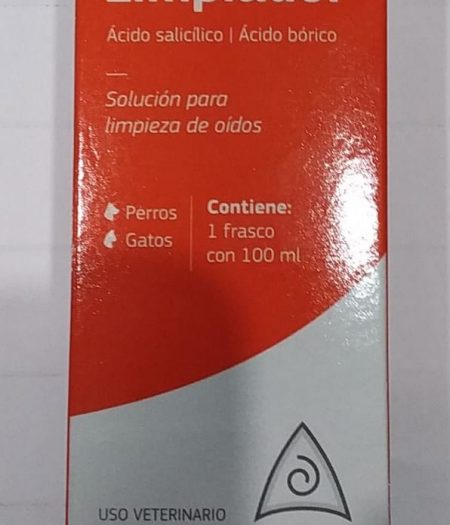 Limpiador
Ácido salicílico | Ácido bórico
Solución para
limpieza de oídos
Perros
Gatos
Contiene:
1 frasco
con 100 ml
USO VETERINARIO